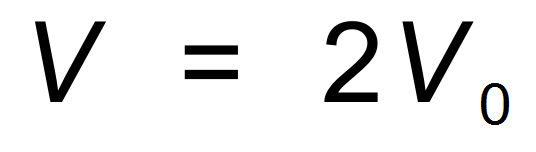 V = 2V₀